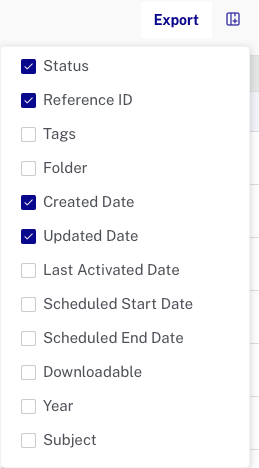 Export
Status
Reference ID
Tags
Folder
Created Date
Updated Date
Last Activated Date
Scheduled Start Date
Scheduled End Date
Downloadable
Year
Subject